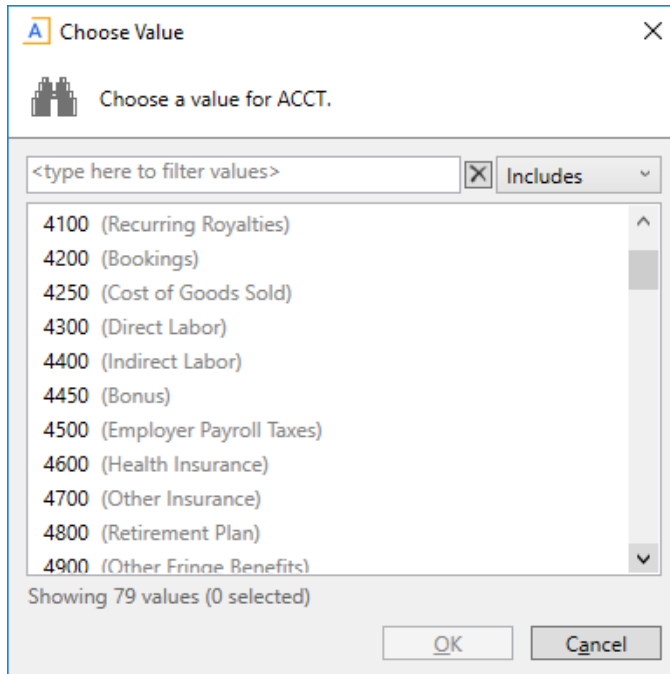 A Choose Value
Choose a value for ACCT.
<type here to filter values>
Includes
4100 (Recurring Royalties)
4200 (Bookings)
4250 (Cost of Goods Sold)
4300 (Direct Labor)
4400 (Indirect Labor)
4450 (Bonus)
4500 (Employer Payroll Taxes)
4600 (Health Insurance)
4700 (Other Insurance)
4800 (Retirement Plan)
4900 (Other Fringe Benefits)
Showing 79 values (0 selected)
OK
Cancel